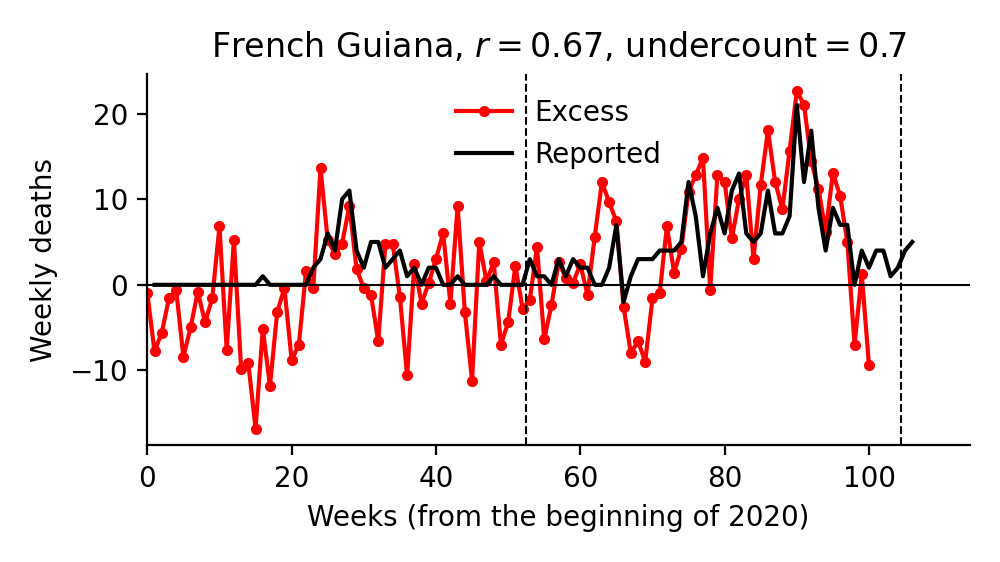 French Guiana, r = 0.67, undercount = 0.7
Excess
Reported
Weekly deaths
20
10
0
−10
0 20 40 60 80 100
Weeks (from the beginning of 2020)